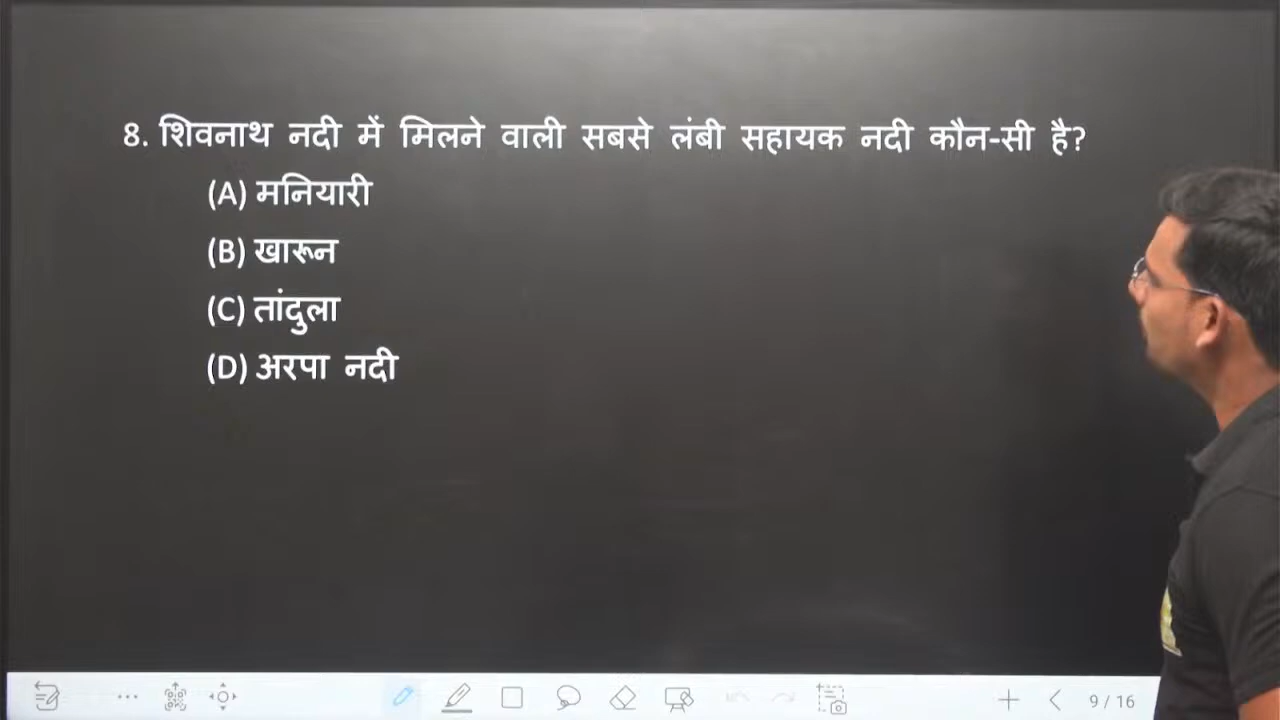 8. शिवनाथ नदी में मिलने वाली सबसे लंबी सहायक नदी कौन-सी है?
(A) मनियारी
(B) खारून
(C) तांदुला
(D) अरपा नदी
9 / 16